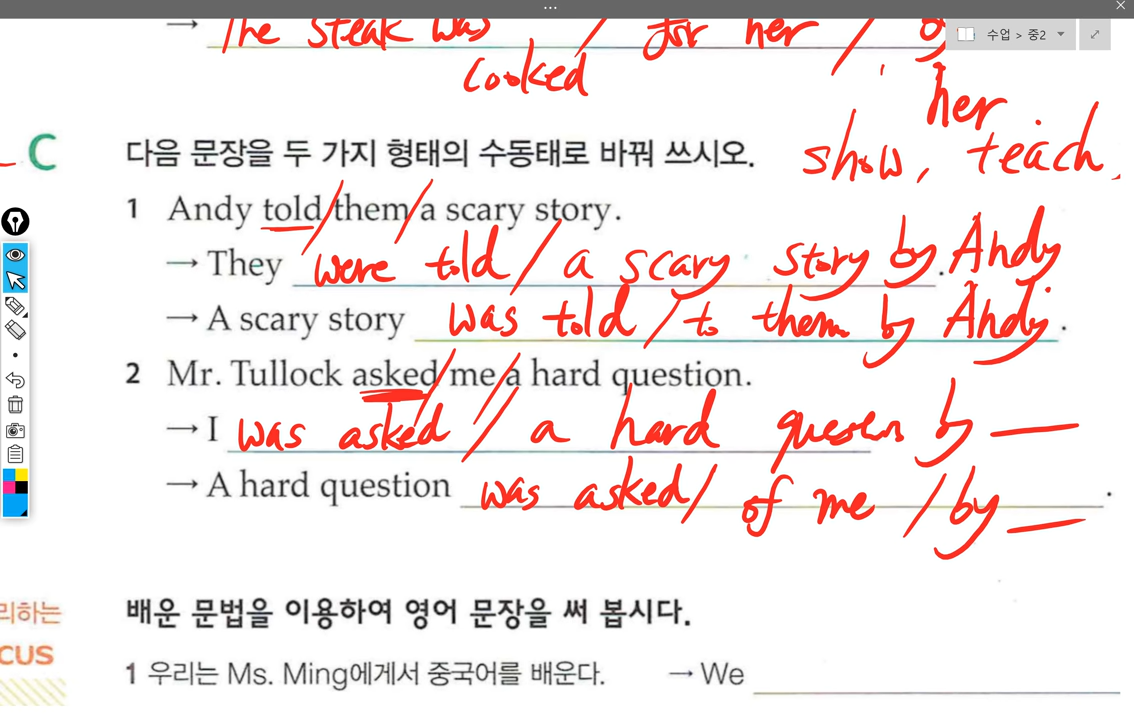 수업 > 중2
→ The steak was / for her /
cooked
her
show, teach.
C 다음 문장을 두 가지 형태의 수동태로 바꿔 쓰시오.
1 Andy told/them/a scary story.
→ They were told / a scary story by Andy.
→ A scary story was told / to them by Andy.
2 Mr. Tullock asked/me/a hard question.
→ I was asked / a hard by —
→ A hard question was asked / of me / by —.
리하는 배운 문법을 이용하여 영어 문장을 써 봅시다.
CUS
1 우리는 Ms. Ming에게서 중국어를 배운다. → We